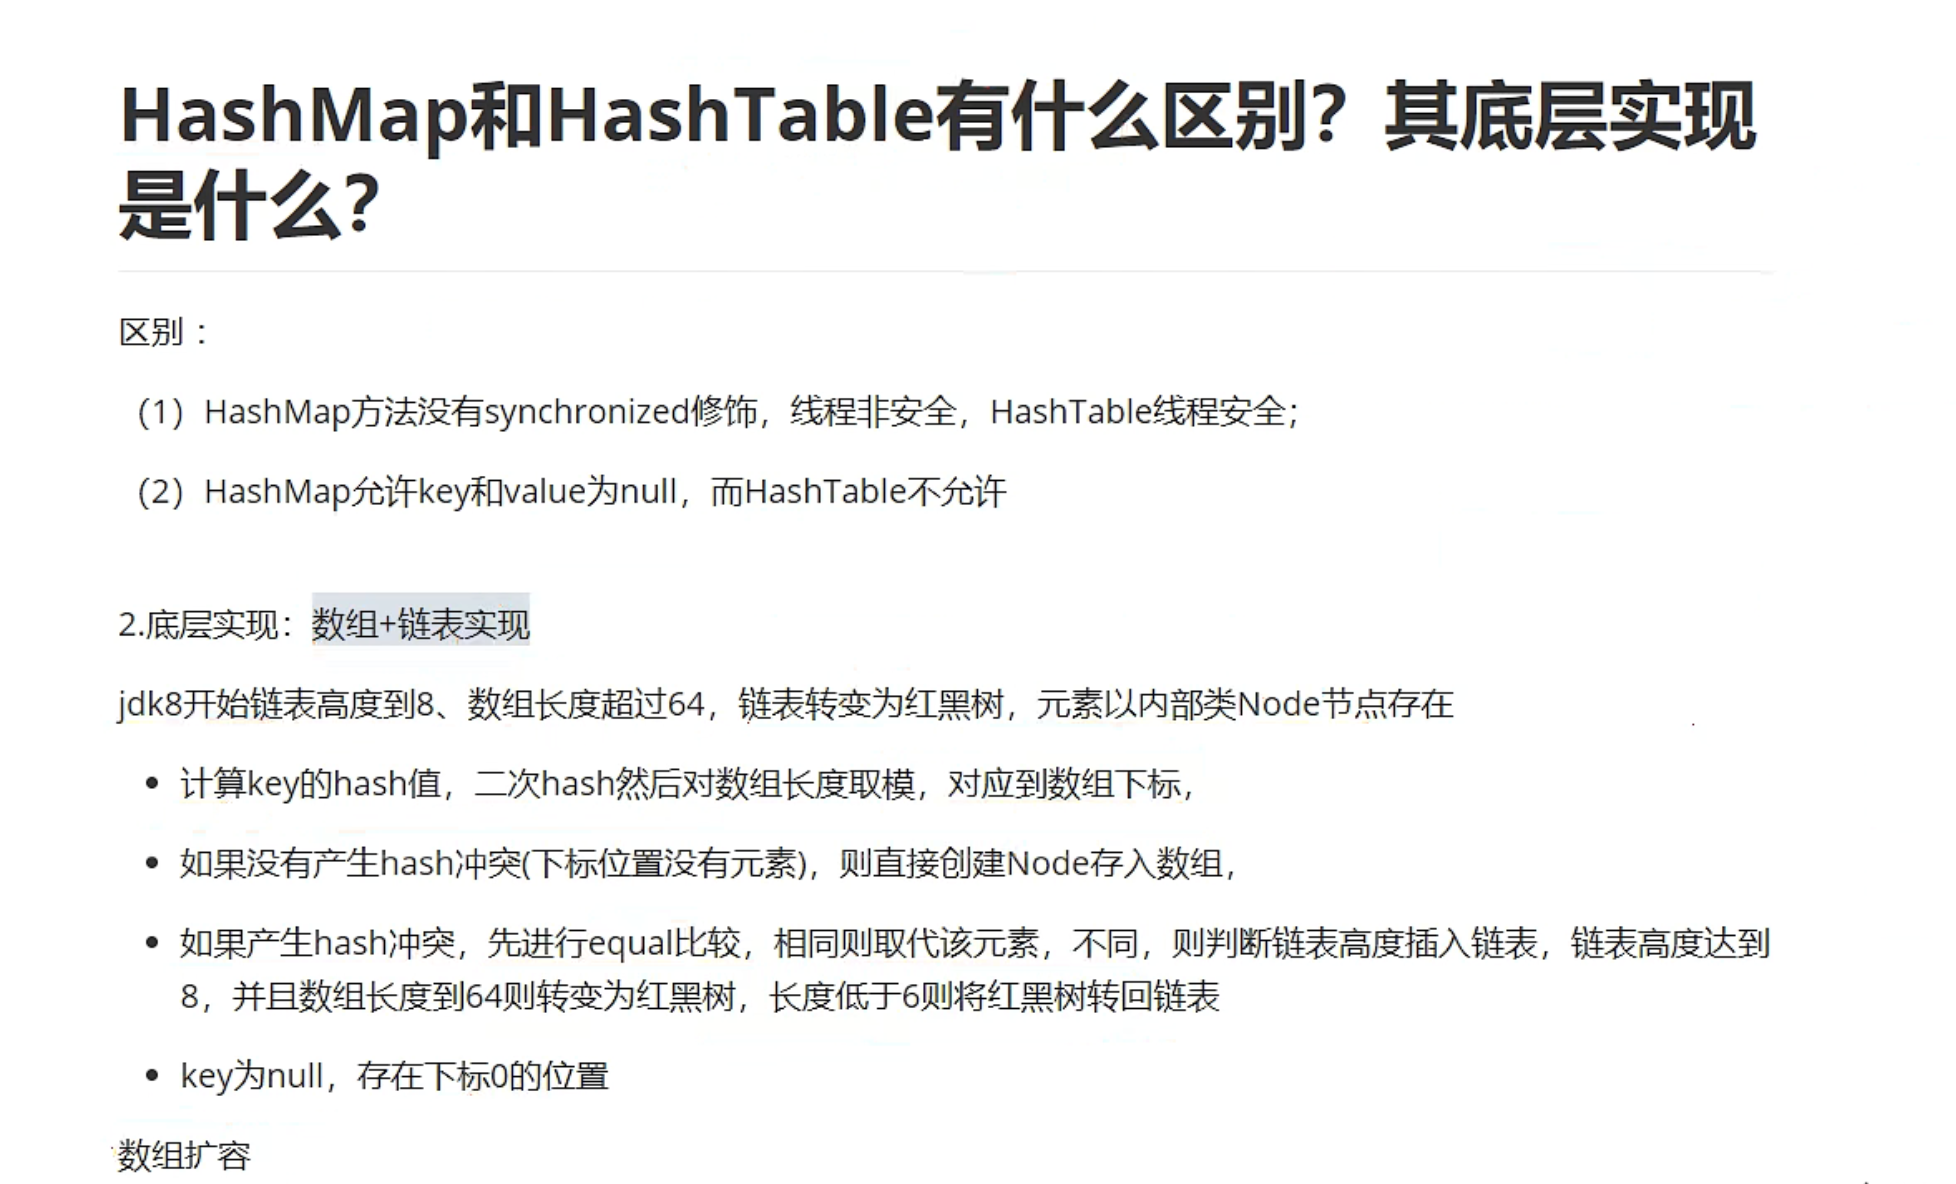 HashMap和HashTable有什么区别？其底层实现
是什么？
区别 ：
（1）HashMap方法没有synchronized修饰，线程非安全，HashTable线程安全；
（2）HashMap允许key和value为null，而HashTable不允许
2.底层实现：数组+链表实现
jdk8开始链表高度到8、数组长度超过64，链表转变为红黑树，元素以内部类Node节点存在
• 计算key的hash值，二次hash然后对数组长度取模，对应到数组下标，
• 如果没有产生hash冲突(下标位置没有元素)，则直接创建Node存入数组，
• 如果产生hash冲突，先进行equal比较，相同则取代该元素，不同，则判断链表高度插入链表，链表高度达到
8，并且数组长度到64则转变为红黑树，长度低于6则将红黑树转回链表
• key为null，存在下标0的位置
数组扩容